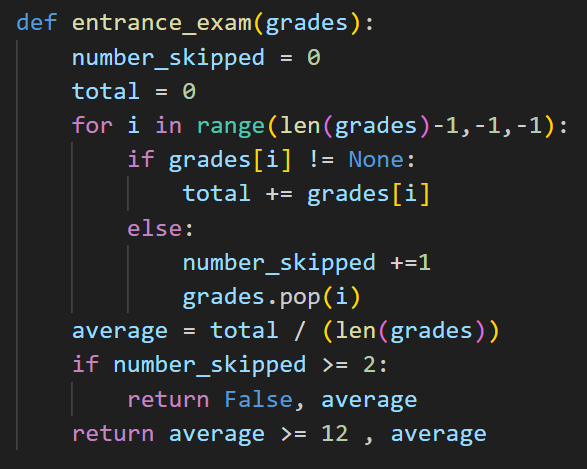 def entrance_exam(grades):
    number_skipped = 0
    total = 0
    for i in range(len(grades)-1,-1,-1):
        if grades[i] != None:
            total += grades[i]
        else:
            number_skipped +=1
            grades.pop(i)
    average = total / (len(grades))
    if number_skipped >= 2:
        return False, average
    return average >= 12 , average